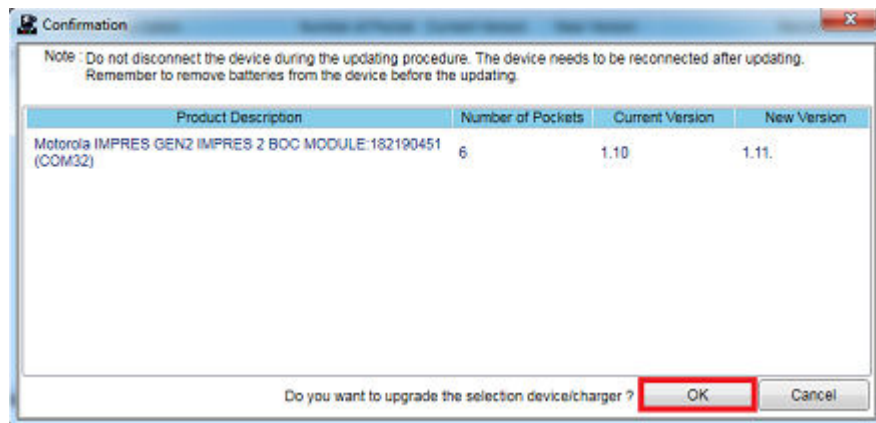 Confirmation
Note : Do not disconnect the device during the updating procedure. The device needs to be reconnected after updating.
Remember to remove batteries from the device before the updating.
Product Description Number of Pockets Current Version New Version
Motorola IMPRES GEN2 IMPRES 2 BOC MODULE:182190451 6 1.10 1.11.
(COM32)
Do you want to upgrade the selection device/charger ? OK Cancel